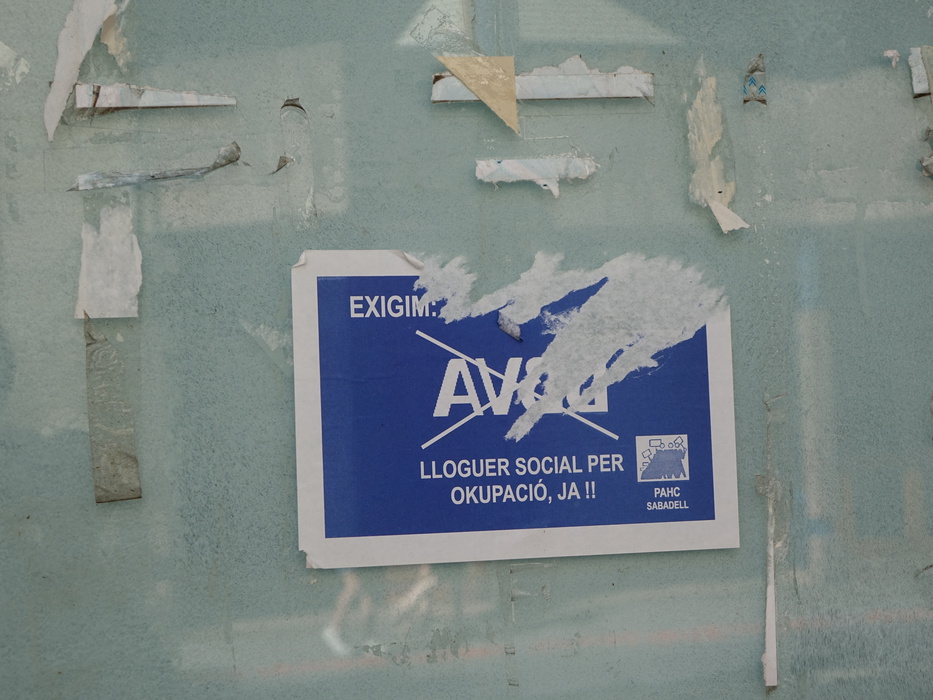 EXIGIM:
LLOGUER SOCIAL PER
OKUPACIÓ, JA !!
PAHC
SABADELL